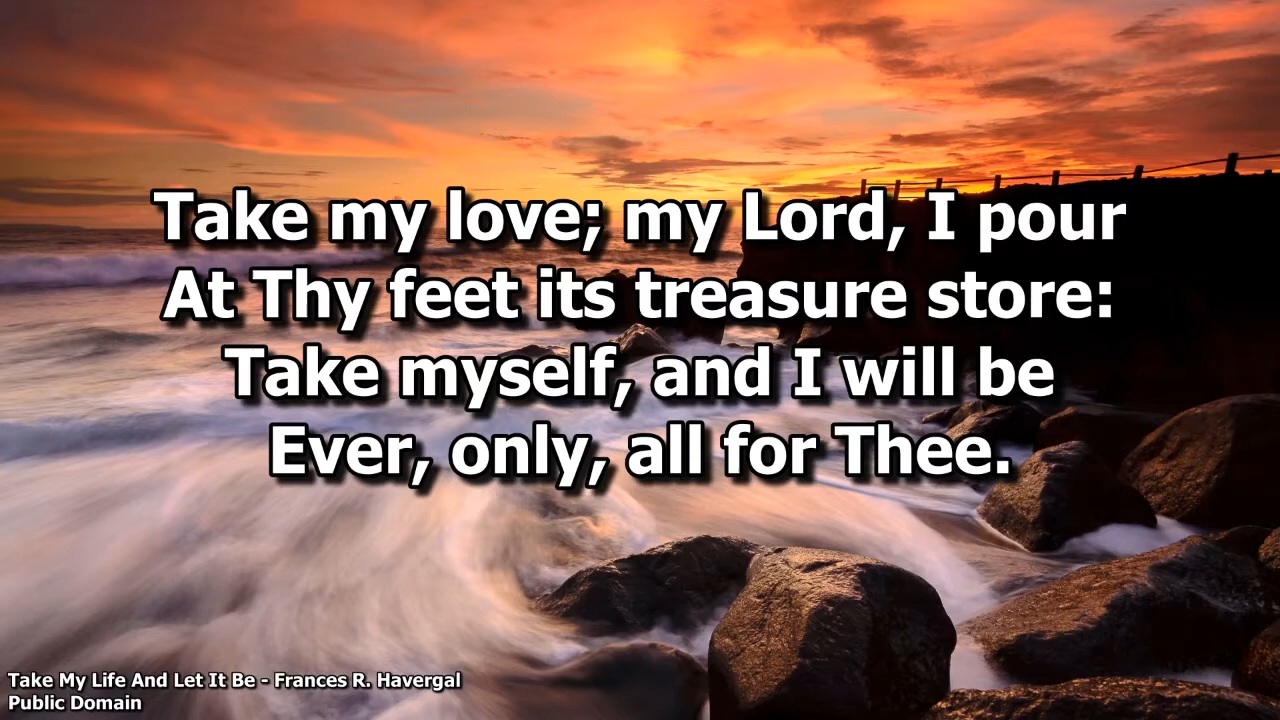 Take my love; my Lord, I pour
At Thy feet its treasure store:
Take myself, and I will be
Ever, only, all for Thee.
Take My Life And Let It Be - Frances R. Havergal
Public Domain